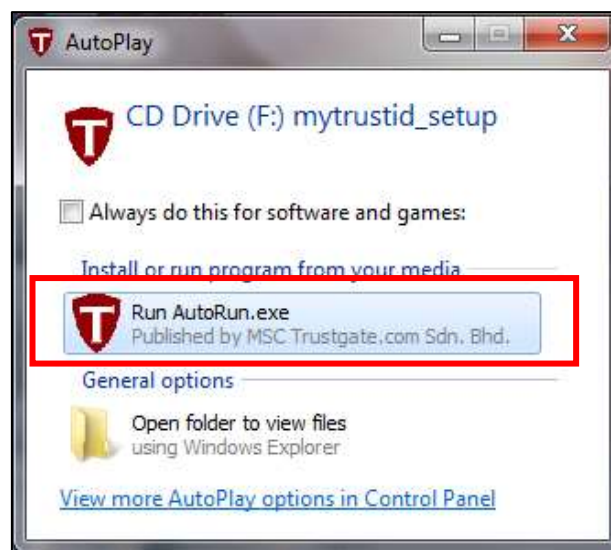 AutoPlay
CD Drive (F:) mytrustid_setup
Always do this for software and games:
Install or run program from your media
Run AutoRun.exe
Published by MSC Trustgate.com Sdn. Bhd.
General options
Open folder to view files
using Windows Explorer
View more AutoPlay options in Control Panel